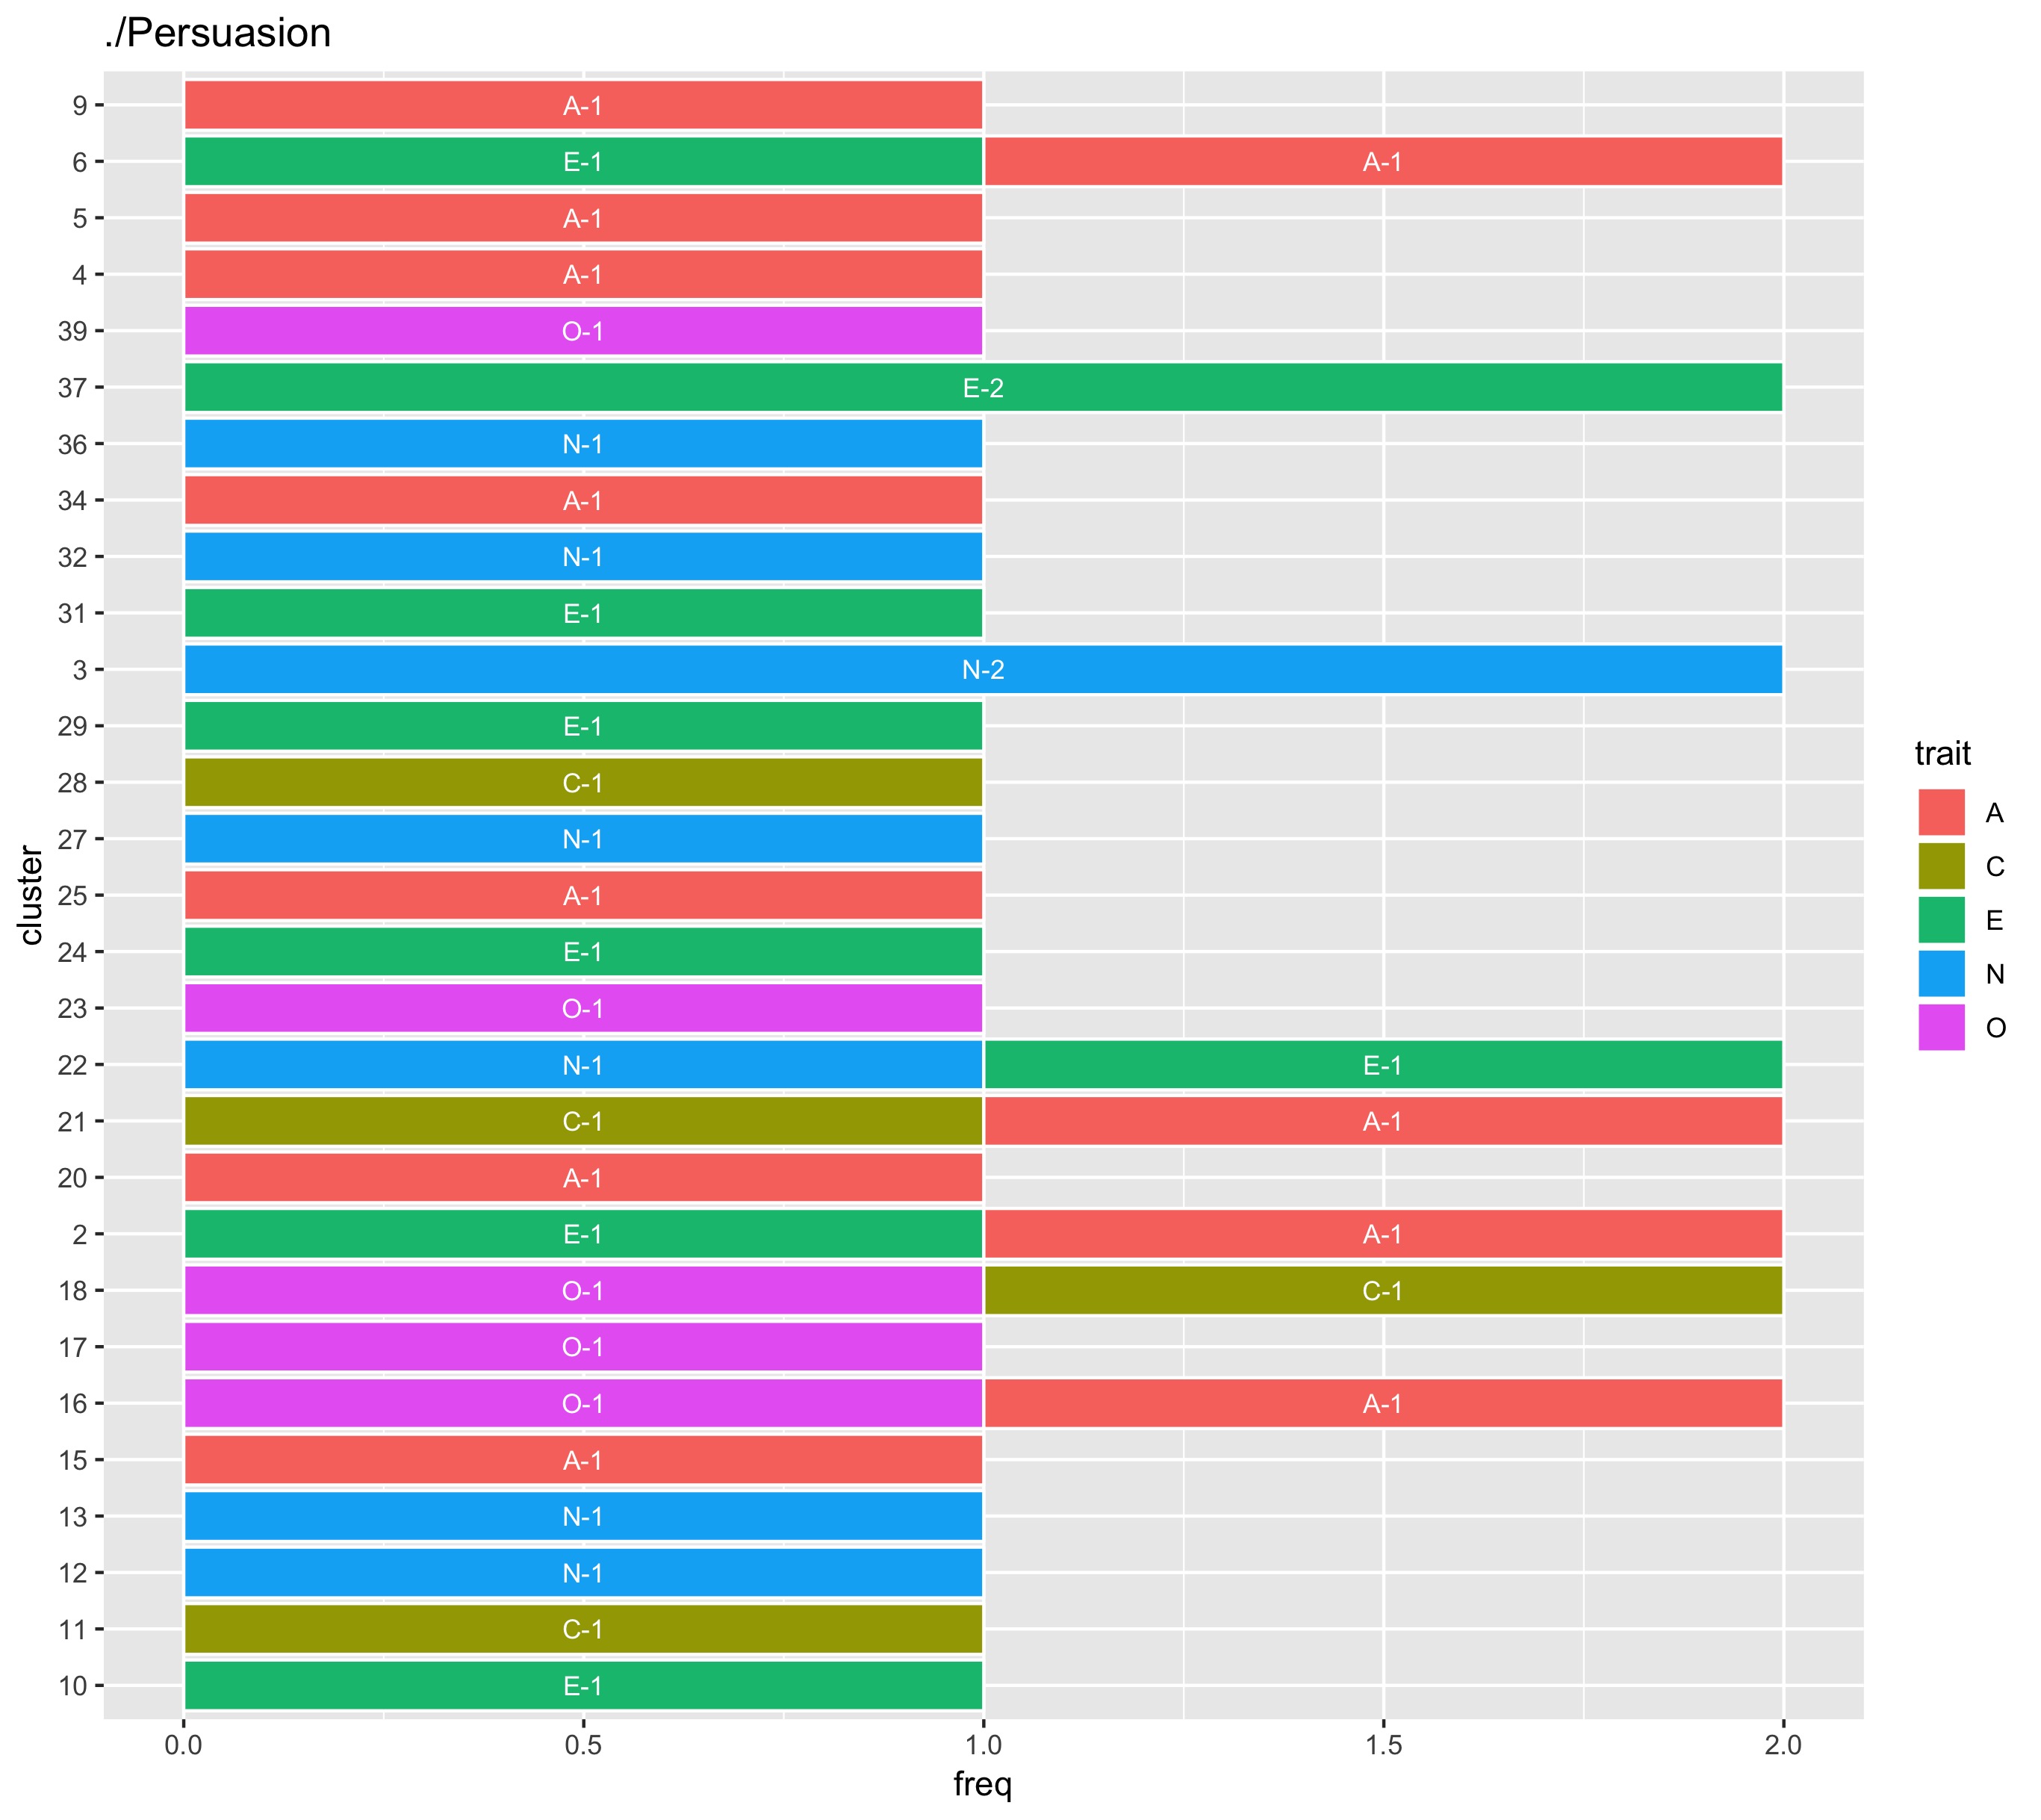 ./Persuasion
9 A-1
6 E-1 A-1
5 A-1
4 A-1
39 O-1
37 E-2
36 N-1
34 A-1
32 N-1
31 E-1
3 N-2
29 E-1
28 C-1
27 N-1
25 A-1
24 E-1
23 O-1
22 N-1 E-1
21 C-1 A-1
20 A-1
2 E-1 A-1
18 O-1 C-1
17 O-1
16 O-1 A-1
15 A-1
13 N-1
12 N-1
11 C-1
10 E-1
0.0 0.5 1.0 1.5 2.0
freq
cluster
trait
A
C
E
N
O